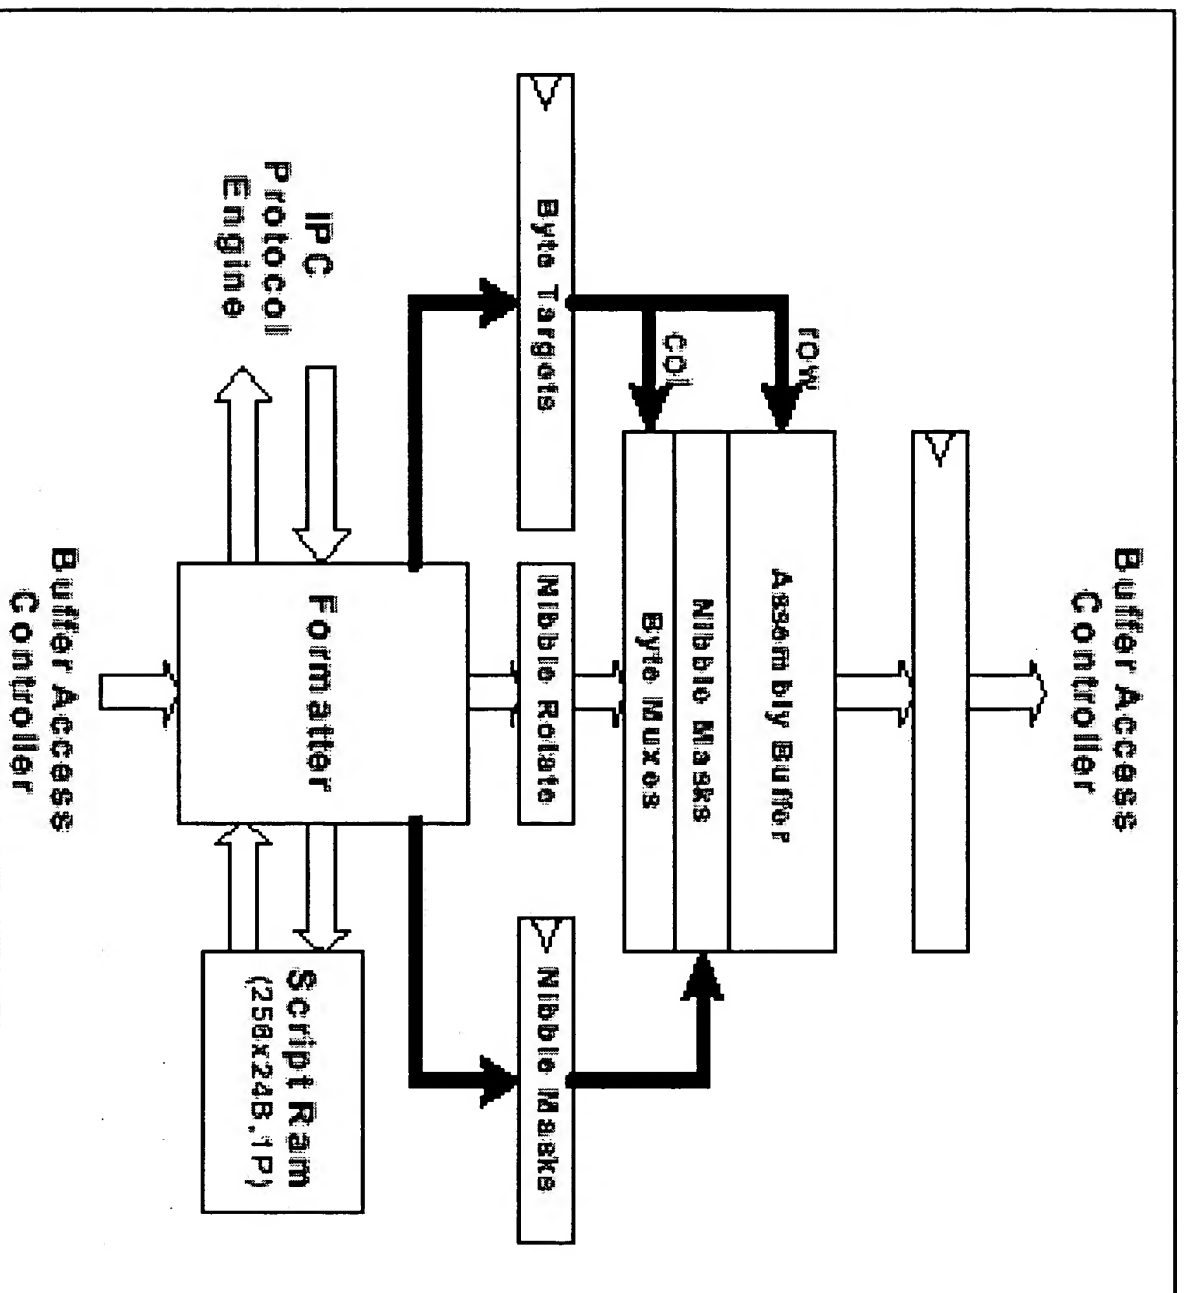 Buffer Access
Controller
row
Assembly Buffer
Nibble Masks
col
Byte Muxes
Byte Targets
Nibble Rotate
Nibble Masks
IPC
Protocol
Engine
Formatter
Script Ram
(256x24B,1P)
Buffer Access
Controller